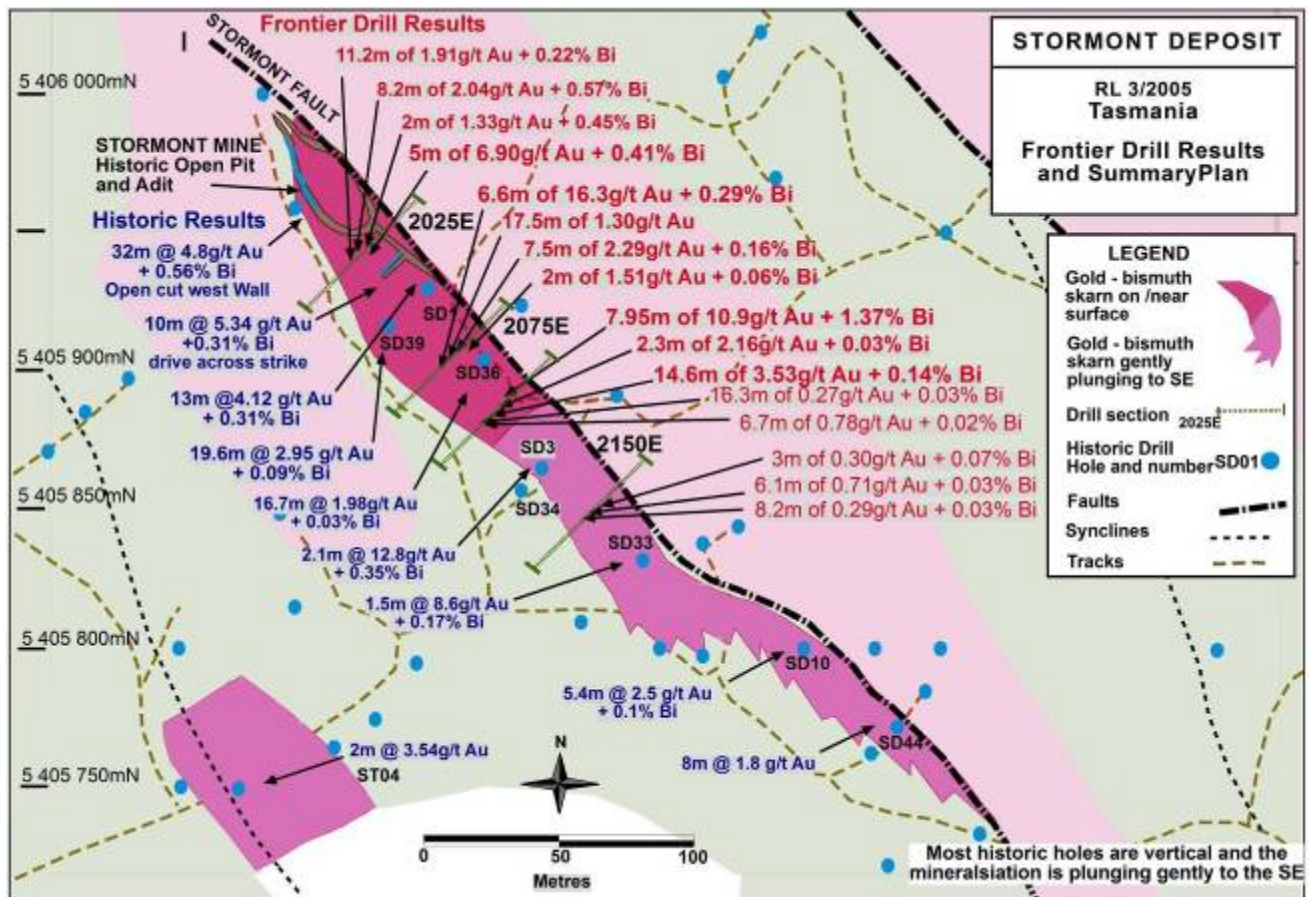 Frontier Drill Results
STORMONT FAULT
11.2m of 1.91g/t Au + 0.22% Bi
8.2m of 2.04g/t Au + 0.57% Bi
2m of 1.33g/t Au + 0.45% Bi
5m of 6.90g/t Au + 0.41% Bi
6.6m of 16.3g/t Au + 0.29% Bi
17.5m of 1.30g/t Au
7.5m of 2.29g/t Au + 0.16% Bi
2m of 1.51g/t Au + 0.06% Bi
7.95m of 10.9g/t Au + 1.37% Bi
2.3m of 2.16g/t Au + 0.03% Bi
14.6m of 3.53g/t Au + 0.14% Bi
16.3m of 0.27g/t Au + 0.03% Bi
6.7m of 0.78g/t Au + 0.02% Bi
3m of 0.30g/t Au + 0.07% Bi
6.1m of 0.71g/t Au + 0.03% Bi
8.2m of 0.29g/t Au + 0.03% Bi
5 406 000mN
5 405 900mN
5 405 850mN
5 405 800mN
5 405 750mN
STORMONT MINE
Historic Open Pit
and Adit
Historic Results
32m @ 4.8g/t Au
+ 0.56% Bi
Open cut west Wall
10m @ 5.34 g/t Au
+0.31% Bi
drive across strike
13m @4.12 g/t Au
+ 0.31% Bi
19.6m @ 2.95 g/t Au
+ 0.09% Bi
16.7m @ 1.98g/t Au
+ 0.03% Bi
2.1m @ 12.8g/t Au
+ 0.35% Bi
1.5m @ 8.6g/t Au
+ 0.17% Bi
5.4m @ 2.5 g/t Au
+ 0.1% Bi
8m @ 1.8 g/t Au
2m @ 3.54g/t Au
ST04
2025E
2075E
2150E
SD1
SD39
SD36
SD3
SD34
SD33
SD10
SD44
N
0 50 100
Metres
STORMONT DEPOSIT
RL 3/2005
Tasmania
Frontier Drill Results
and SummaryPlan
LEGEND
Gold - bismuth
skarn on /near
surface
Gold - bismuth
skarn gently
plunging to SE
Drill section 2025E
Historic Drill
Hole and number SD01
Faults
Synclines
Tracks
Most historic holes are vertical and the
mineralsiation is plunging gently to the SE